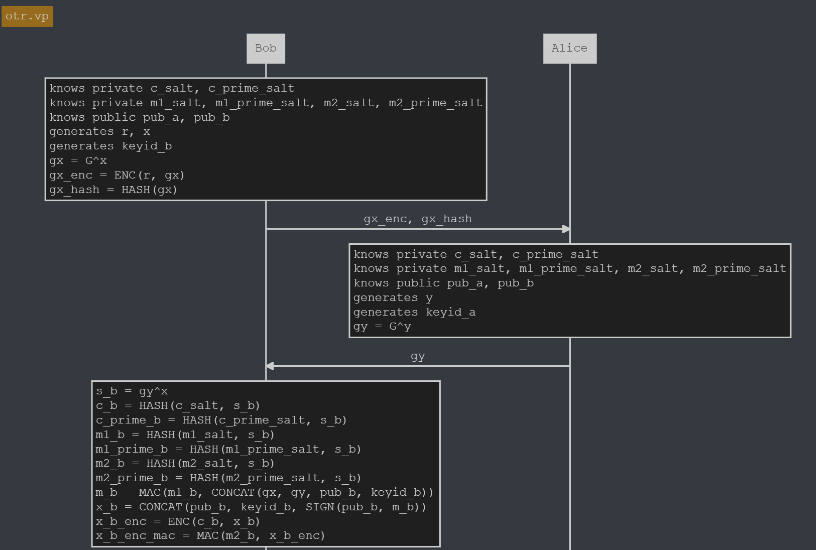 otr.vp
Bob
Alice
knows private c_salt, c_prime_salt
knows private m1_salt, m1_prime_salt, m2_salt, m2_prime_salt
knows public pub_a, pub_b
generates r, x
generates keyid_b
gx = G^x
gx_enc = ENC(r, gx)
gx_hash = HASH(gx)
gx_enc, gx_hash
knows private c_salt, c_prime_salt
knows private m1_salt, m1_prime_salt, m2_salt, m2_prime_salt
knows public pub_a, pub_b
generates y
generates keyid_a
gy = G^y
gy
s_b = gy^x
c_b = HASH(c_salt, s_b)
c_prime_b = HASH(c_prime_salt, s_b)
m1_b = HASH(m1_salt, s_b)
m1_prime_b = HASH(m1_prime_salt, s_b)
m2_b = HASH(m2_salt, s_b)
m2_prime_b = HASH(m2_prime_salt, s_b)
m_b = MAC(m1_b, CONCAT(gx, gy, pub_b, keyid_b))
x_b = CONCAT(pub_b, keyid_b, SIGN(pub_b, m_b))
x_b_enc = ENC(c_b, x_b)
x_b_enc_mac = MAC(m2_b, x_b_enc)